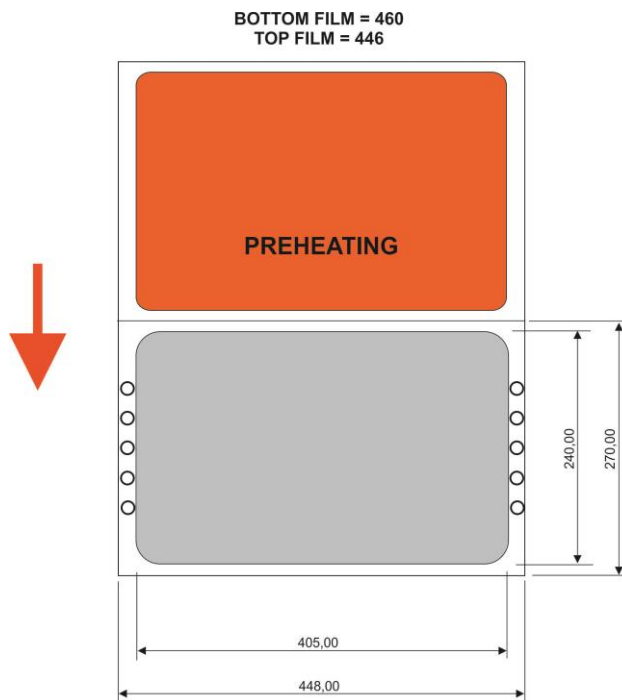 BOTTOM FILM = 460
TOP FILM = 446
PREHEATING
240,00
270,00
405,00
448,00